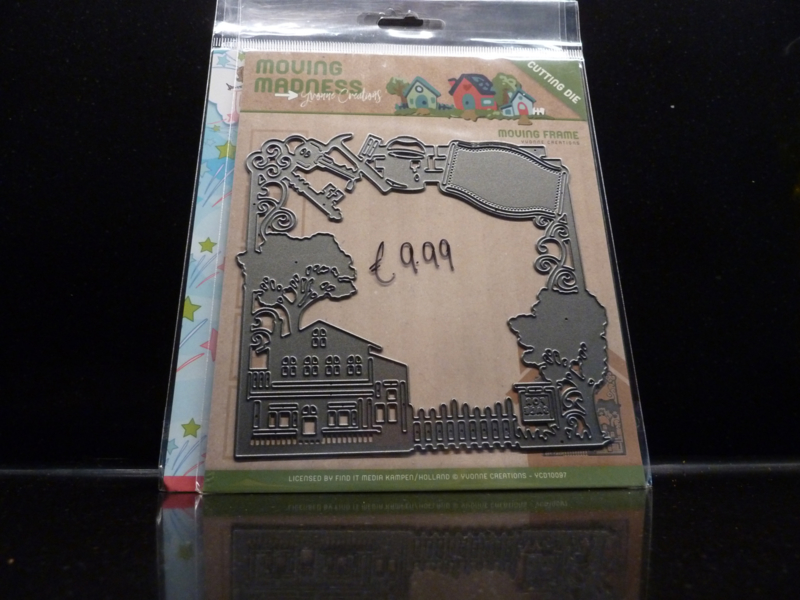 MOVING
MADNESS
Yvonne Creations
CUTTING DIE
MOVING FRAME
YVONNE CREATIONS
€ 9.99
LICENSED BY FIND IT MEDIA KAMPEN/HOLLAND © YVONNE CREATIONS - YCD10097